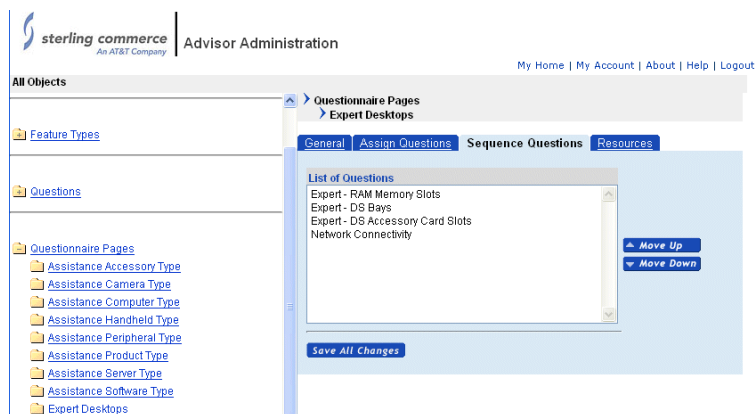 sterling commerce
An AT&T Company
Advisor Administration
My Home | My Account | About | Help | Logout
All Objects
Feature Types
Questions
Questionnaire Pages
Assistance Accessory Type
Assistance Camera Type
Assistance Computer Type
Assistance Handheld Type
Assistance Peripheral Type
Assistance Product Type
Assistance Server Type
Assistance Software Type
Expert Desktops
Questionnaire Pages
Expert Desktops
General Assign Questions Sequence Questions Resources
List of Questions
Expert - RAM Memory Slots
Expert - DS Bays
Expert - DS Accessory Card Slots
Network Connectivity
Move Up
Move Down
Save All Changes